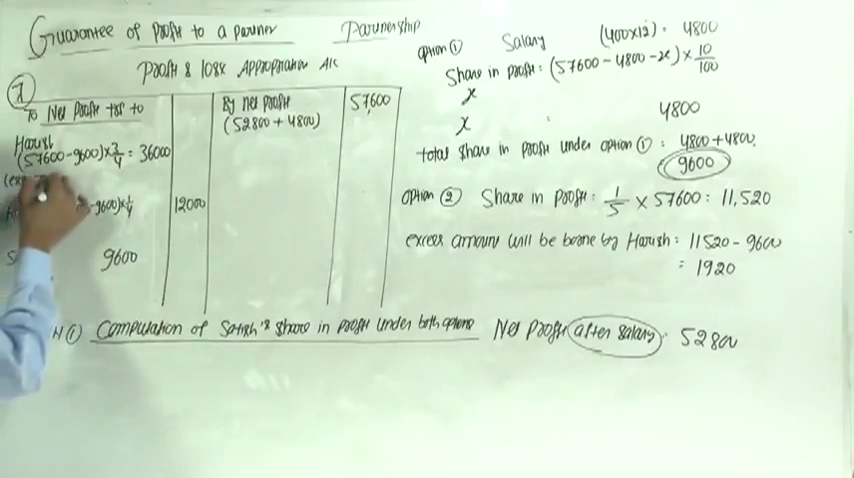 Guarantee of Profit to a partner Partnership
Profit & loss Appropriation A/c
7
To Net Profit tsf to
By net profit
(52800 + 4800)
57,600
Harish
(57600 - 9600) × 3/4 = 36000
-9600) × 1/4
12000
9600
option ① Salary (400×12) = 4800
Share in profit = (57600 - 4800 - x) × 10/100
x
x = 4800
total share in profit under option ① = 4800 + 4800
9600
option ② Share in profit = 1/5 × 57600 = 11,520
excess amount will be borne by Harish = 11520 - 9600
= 1920
N ① Computation of Satish's share in profit under both options Net profit after salary = 52800